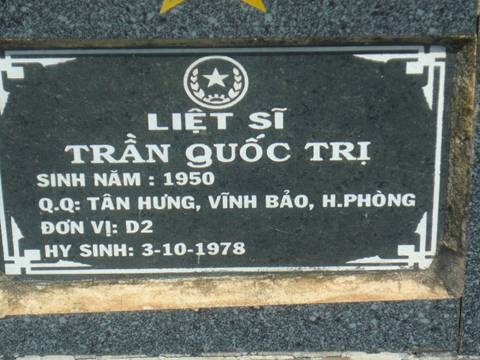 LIỆT SĨ
TRẦN QUỐC TRỊ
SINH NĂM : 1950
Q.Q: TÂN HƯNG, VĨNH BẢO, H.PHÒNG
ĐƠN VỊ: D2
HY SINH: 3-10-1978